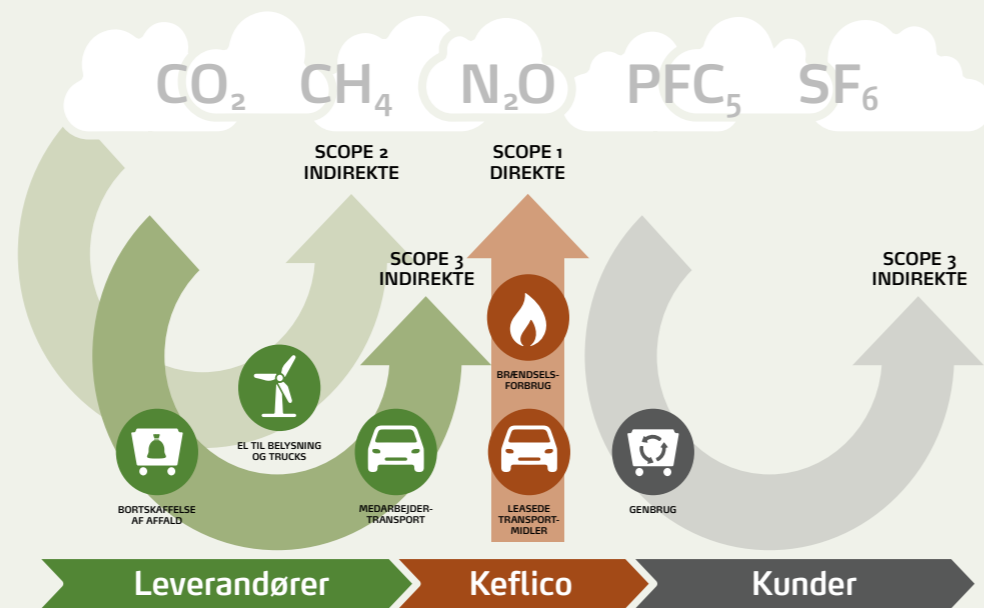 CO₂ CH₄ N₂O PFC₅ SF₆
SCOPE 2
INDIREKTE
SCOPE 1
DIREKTE
SCOPE 3
INDIREKTE
SCOPE 3
INDIREKTE
BRÆNDSELS-
FORBRUG
EL TIL BELYSNING
OG TRUCKS
BORTSKAFFELSE
AF AFFALD
MEDARBEJDER-
TRANSPORT
LEASEDE
TRANSPORT-
MIDLER
GENBRUG
Leverandører
Keflico
Kunder